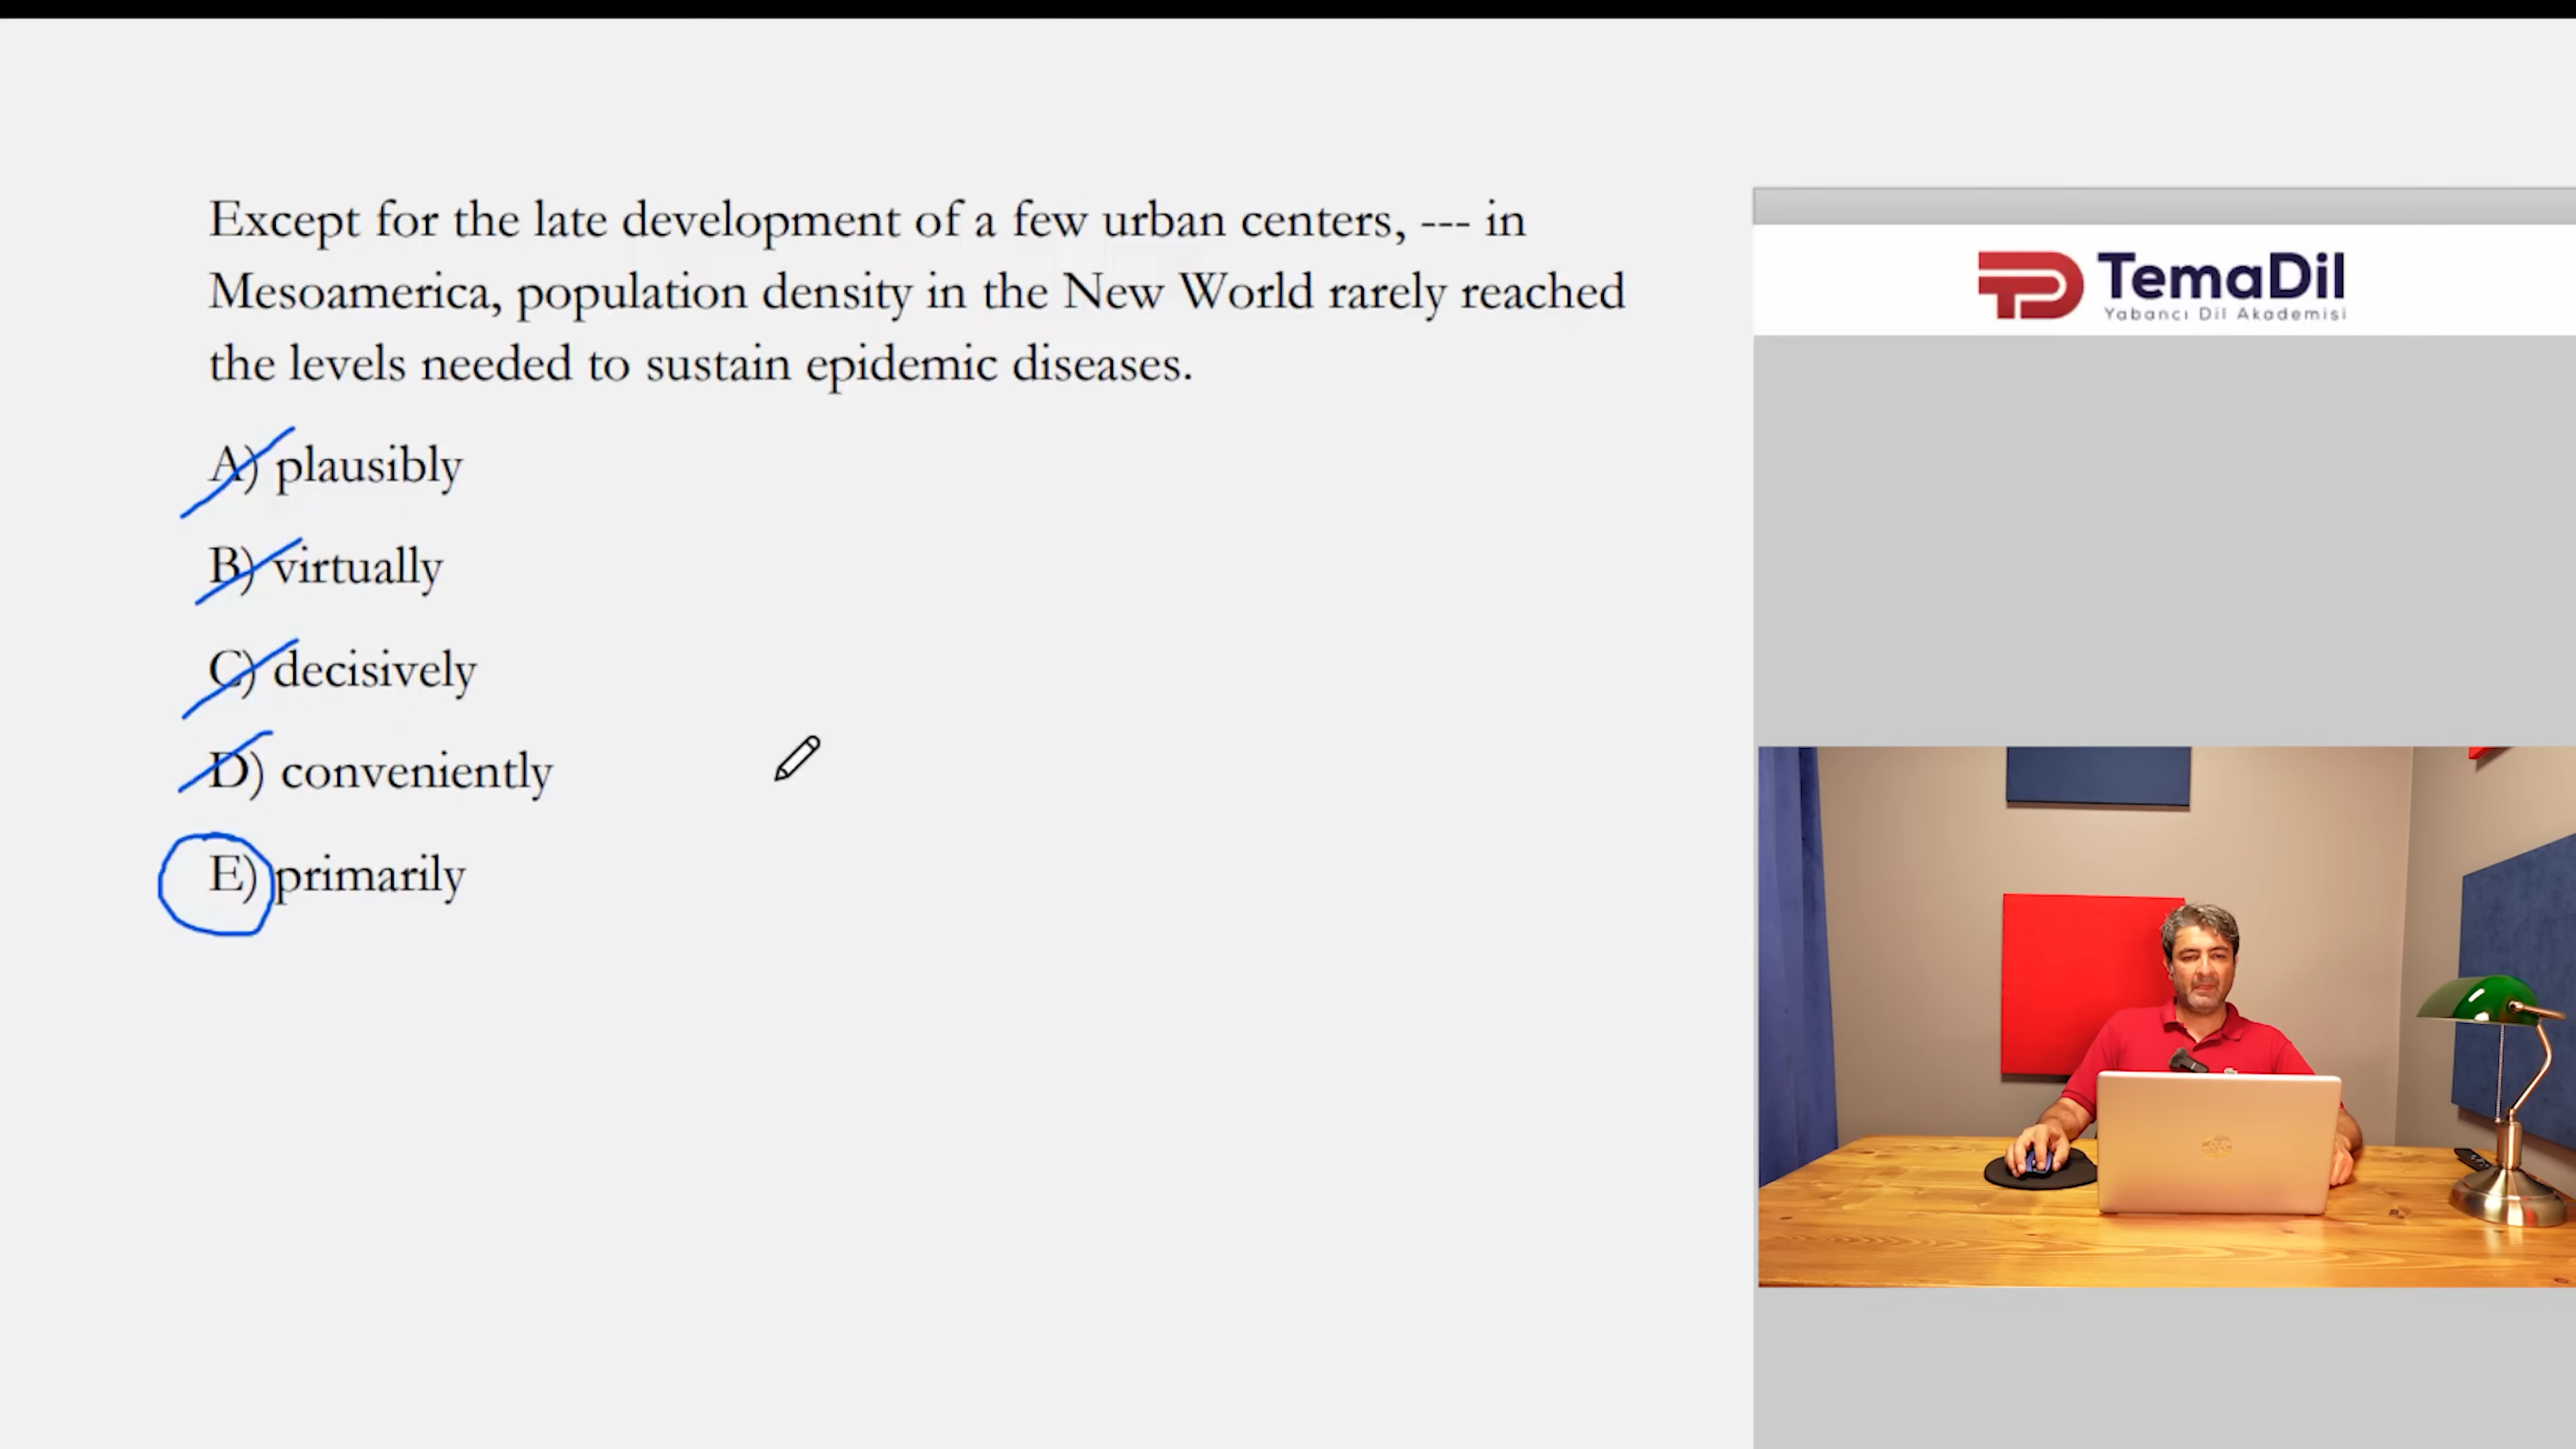 Except for the late development of a few urban centers, --- in
Mesoamerica, population density in the New World rarely reached
the levels needed to sustain epidemic diseases.
A) plausibly
B) virtually
C) decisively
D) conveniently
E) primarily
TemaDil
Yabancı Dil Akademisi